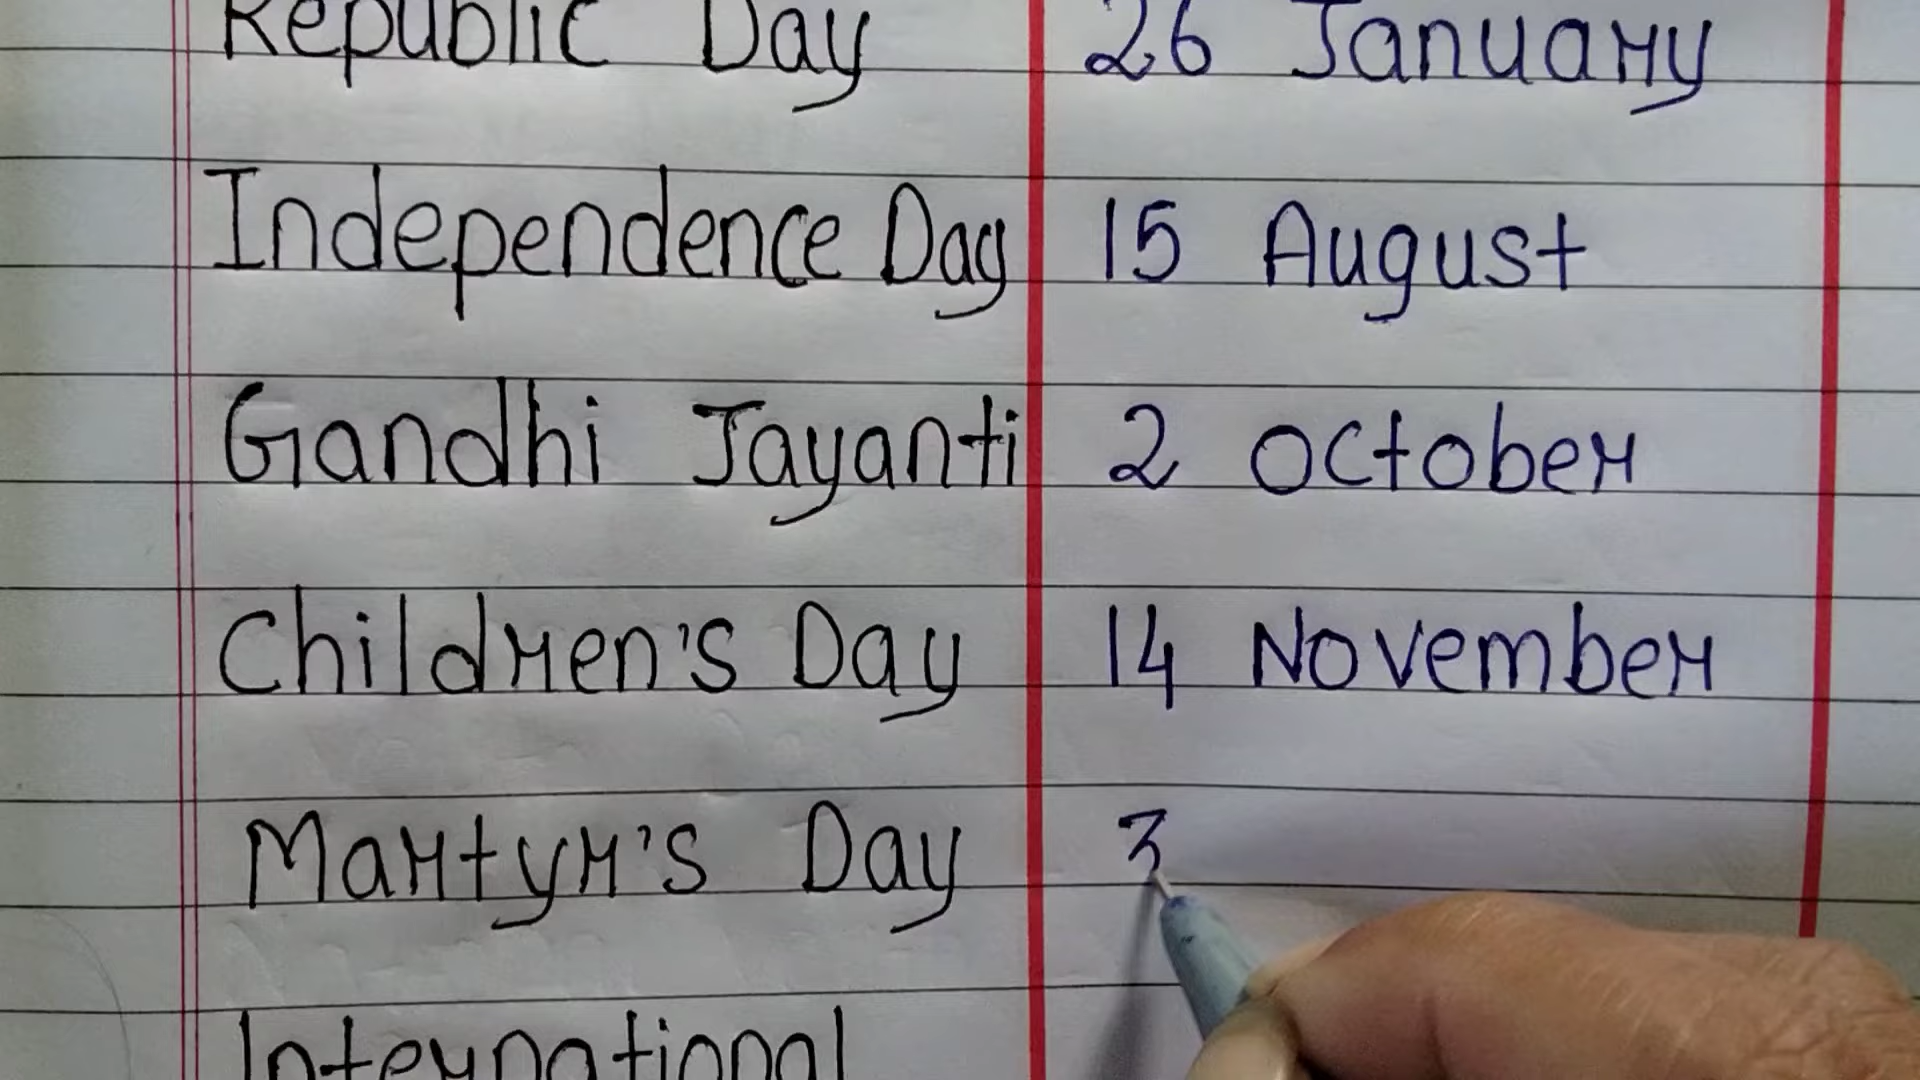 Republic Day 26 January
Independence Day 15 August
Gandhi Jayanti 2 October
Children's Day 14 November
Martyr's Day 3
International